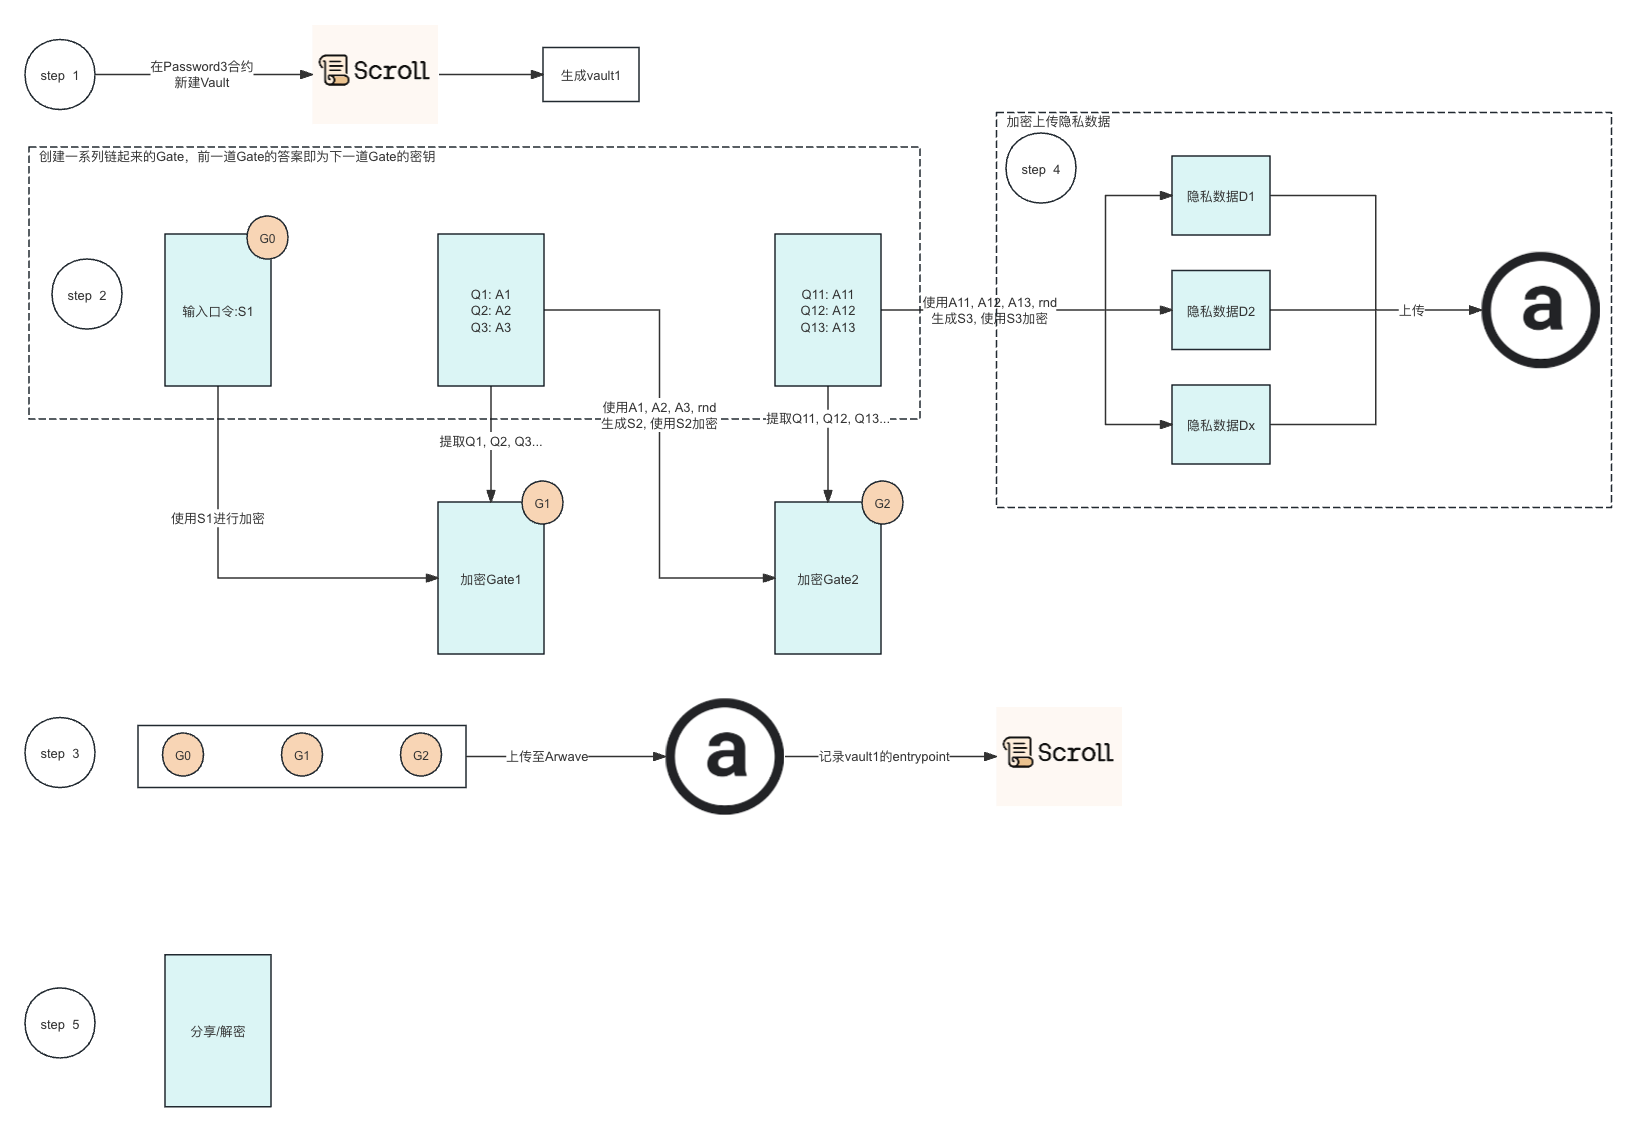 step 1
在Password3合约
新建Vault
Scroll
生成vault1
创建一系列链起来的Gate，前一道Gate的答案即为下一道Gate的密钥
step 2
输入口令:S1
G0
Q1: A1
Q2: A2
Q3: A3
Q11: A11
Q12: A12
Q13: A13
使用S1进行加密
提取Q1, Q2, Q3...
使用A1, A2, A3, rnd
生成S2, 使用S2加密
提取Q11, Q12, Q13...
加密Gate1
G1
加密Gate2
G2
使用A11, A12, A13, rnd
生成S3, 使用S3加密
加密上传隐私数据
step 4
隐私数据D1
隐私数据D2
隐私数据Dx
上传
a
step 3
G0
G1
G2
上传至Arwave
a
记录vault1的entrypoint
Scroll
step 5
分享/解密